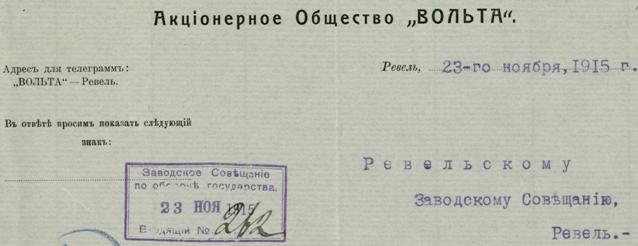 Акціонерное Общество „ВОЛЬТА“.
Адресъ для телеграммъ:
„ВОЛЬТА“ — Ревель.
Ревель, 23-го ноября, 1915 г.
Въ отвѣтѣ просимъ показать слѣдующій
знакъ:
Заводское Совѣщаніе
по оборонѣ государства.
23 НОЯ 1915
Входящій № 262
Ревельскому
Заводскому Совѣщанію,
Ревель.-